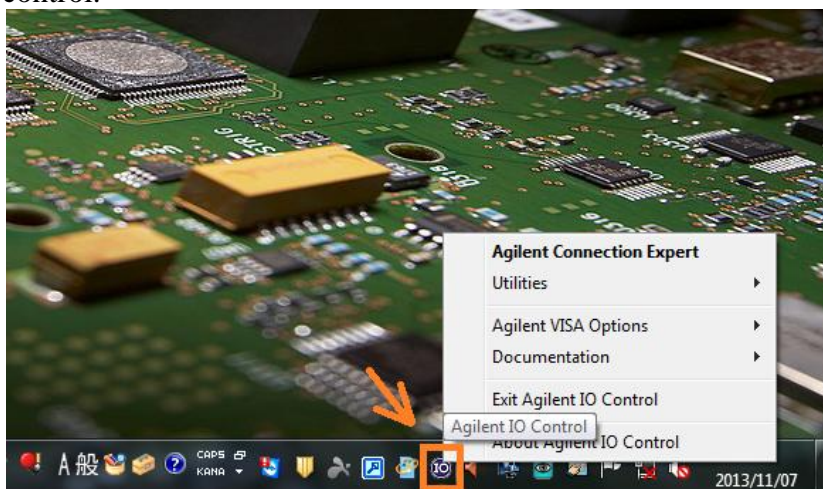 control.
Agilent Connection Expert
Utilities
Agilent VISA Options
Documentation
Exit Agilent IO Control
Agilent IO Control
About Agilent IO Control
A 般
CAPS
KANA
IO
2013/11/07